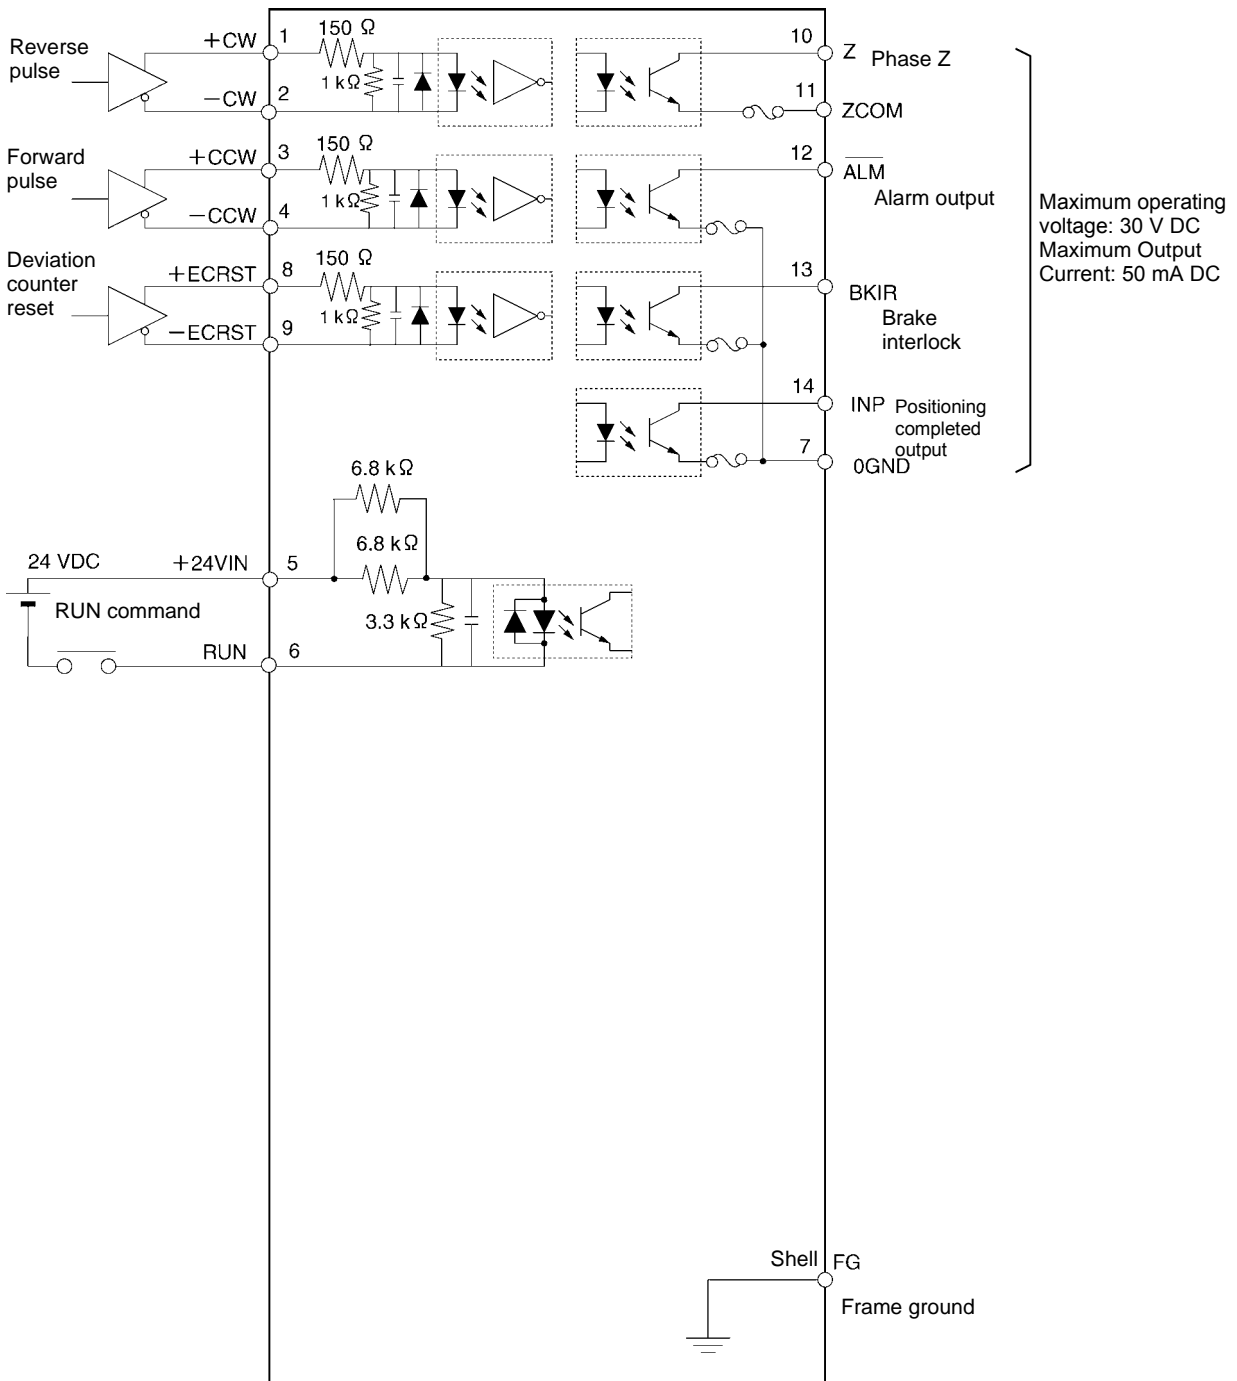 Reverse
pulse
+CW
1
150 Ω
1 kΩ
−CW
2
10
Z Phase Z
11
ZCOM
Forward
pulse
+CCW
3
150 Ω
1 kΩ
−CCW
4
12
ALM
Alarm output
Maximum operating
voltage: 30 V DC
Maximum Output
Current: 50 mA DC
Deviation
counter
reset
+ECRST
8
150 Ω
1 kΩ
−ECRST
9
13
BKIR
Brake
interlock
14
INP Positioning
completed
output
7
0GND
6.8 kΩ
6.8 kΩ
24 VDC
+24VIN
5
RUN command
3.3 kΩ
RUN
6
Shell FG
Frame ground